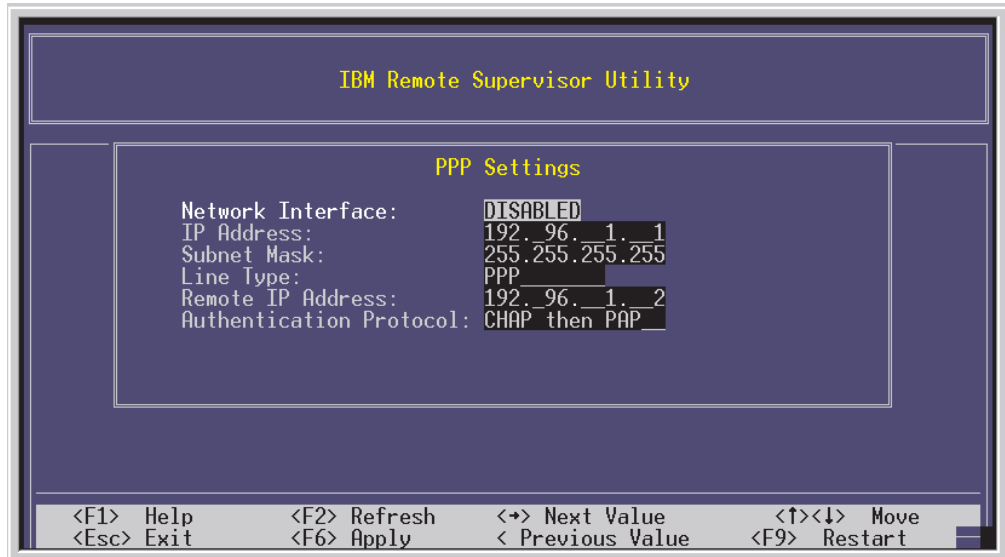 IBM Remote Supervisor Utility
PPP Settings
Network Interface: DISABLED
IP Address: 192._96.__1.__1
Subnet Mask: 255.255.255.255
Line Type: PPP________
Remote IP Address: 192._96.__1.__2
Authentication Protocol: CHAP then PAP__
<F1> Help <F2> Refresh <→> Next Value <↑><↓> Move
<Esc> Exit <F6> Apply < Previous Value <F9> Restart